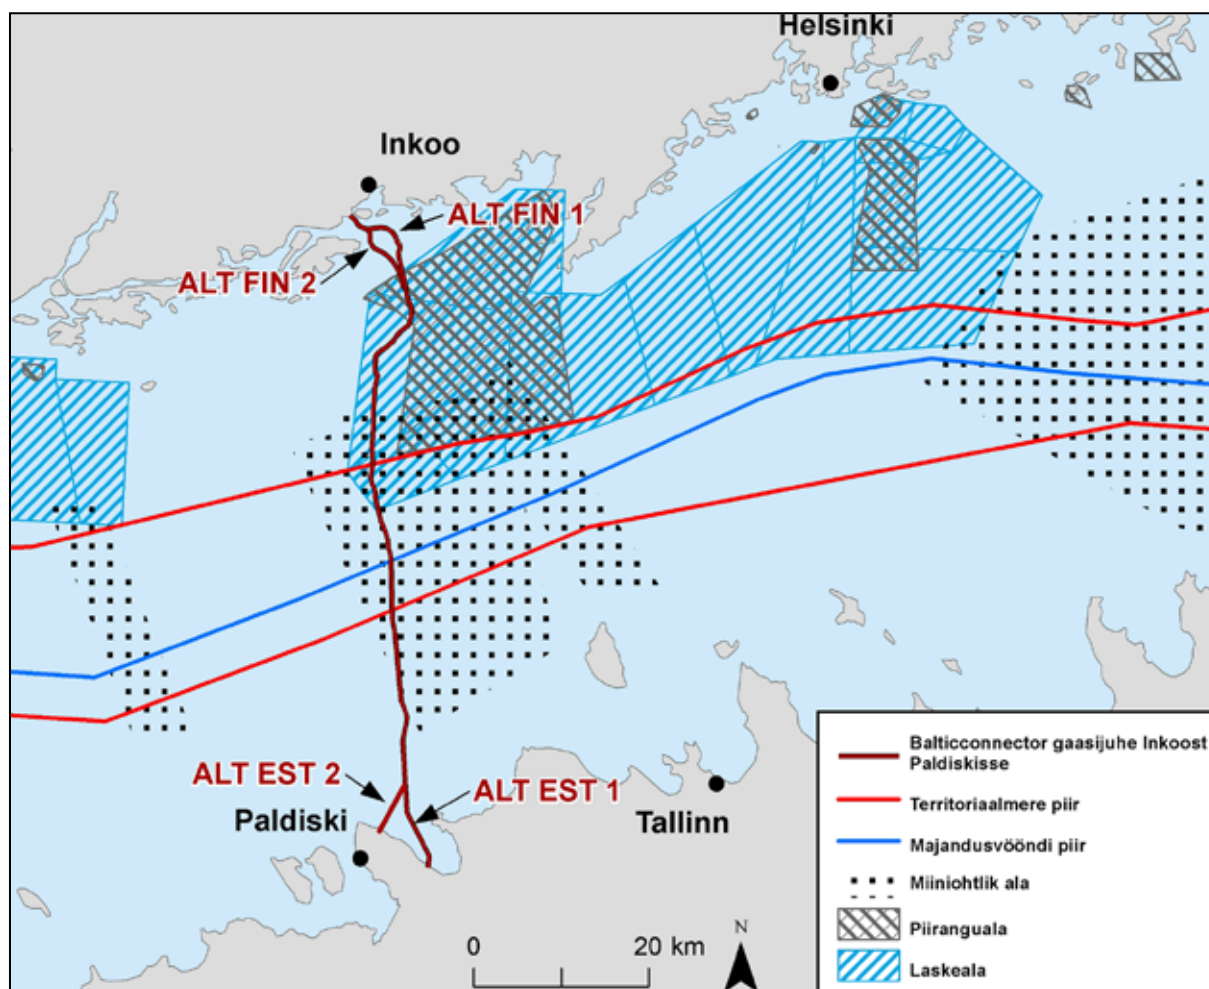 Helsinki
Inkoo
ALT FIN 1
ALT FIN 2
ALT EST 2
ALT EST 1
Paldiski
Tallinn
Balticconnector gaasijuhe Inkoost
Paldiskisse
Territoriaalmere piir
Majandusvööndi piir
Miiniohtlik ala
Piiranguala
Laskeala
N
0 20 km